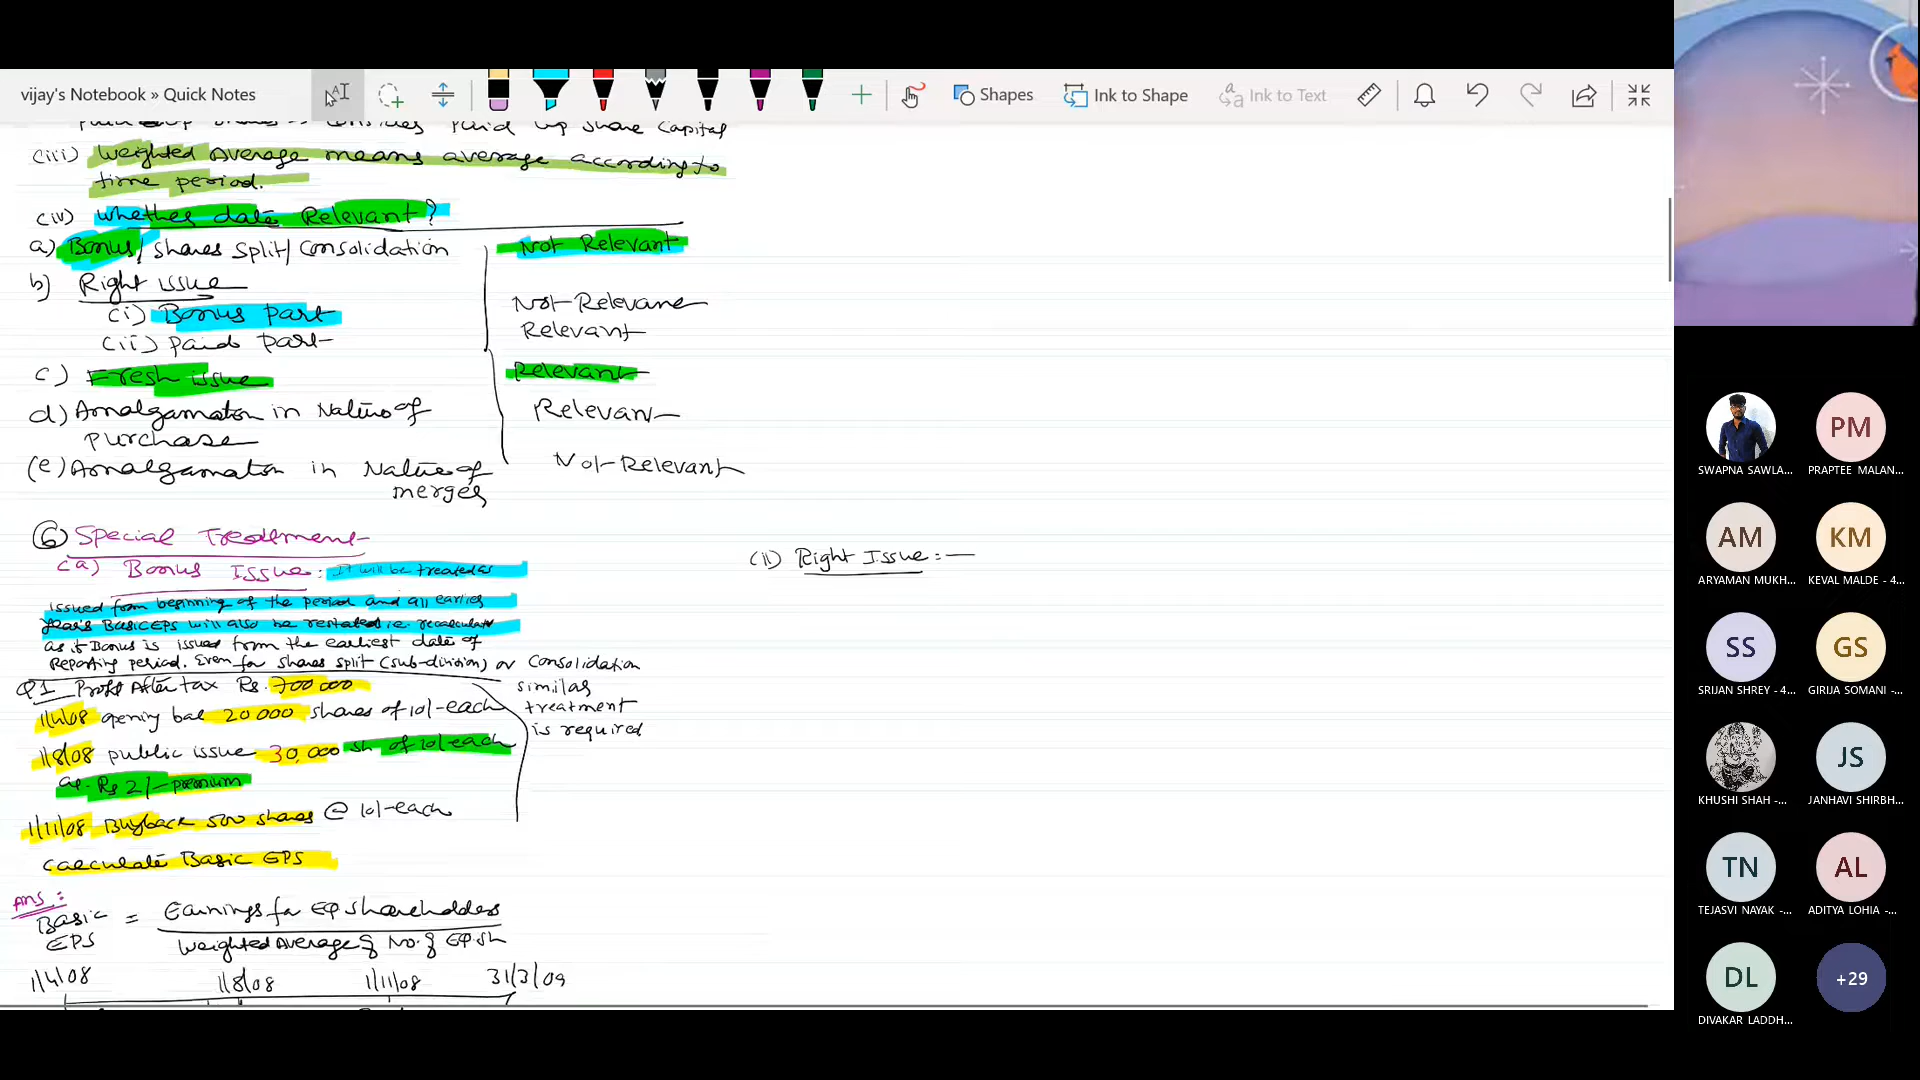 vijay's Notebook » Quick Notes
Shapes
Ink to Shape
Ink to Text
paid up share capital
(iii) Weighted Average means average according to
time period.
(iv) whether date Relevant?
a) Bonus/ shares split/ consolidation Not Relevant
b) Right issue
(i) Bonus part Not Relevane
(ii) paid part Relevant
c) Fresh issue Relevant
d) Amalgamation in Nature of Relevant
purchase
(e) Amalgamation in Nature of Not-Relevant
merger
⑥ Special Treatment
(a) Bonus Issue: It will be treated as
issued from beginning of the period and all earlier
year's Basic EPS will also be restated i.e. recalculate
as if Bonus is issued from the earliest date of
Reporting period. Even for shares split (sub-division) or consolidation
similar
treatment
is required
Q1 Profit After tax Rs. 700 000
1/4/08 opening bal 20 000 shares of 10/-each
1/8/08 public issue 30,000 sh of 10/-each
at Rs 2/- premium
1/11/08 Buyback 500 shares @ 10/-each
calculate Basic EPS
Ans:
Basic EPS = Earnings for EQ shareholders
Weighted Average of No. of EQ. sh
1/4/08 1/8/08 1/11/08 31/3/09
(ii) Right Issue:—
SWAPNA SAWLA...
PM
PRAPTEE MALAN...
AM
ARYAMAN MUKH...
KM
KEVAL MALDE - 4...
SS
SRIJAN SHREY - 4...
GS
GIRIJA SOMANI -...
KHUSHI SHAH -...
JS
JANHAVI SHIRBH...
TN
TEJASVI NAYAK -...
AL
ADITYA LOHIA -...
DL
DIVAKAR LADDH...
+29